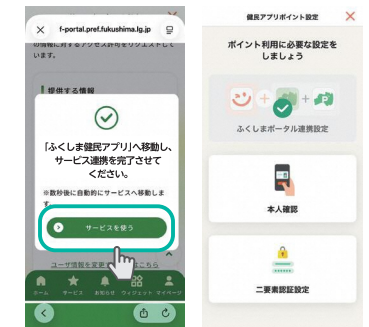 f-portal.pref.fukushima.lg.jp
の情報に対するアクセス許可をリクエストして
います。
提供する情報
「ふくしま健民アプリ」へ移動し、
サービス連携を完了させて
ください。
※数秒後に自動的にサービスへ移動しま
す。
サービスを使う
ユーザ情報を変更
こちら
ホーム
サービス
お知らせ
ウィジェット
マイページ
健民アプリポイント設定
ポイント利用に必要な設定を
しましょう
ふくしまポータル連携設定
本人確認
二要素認証設定